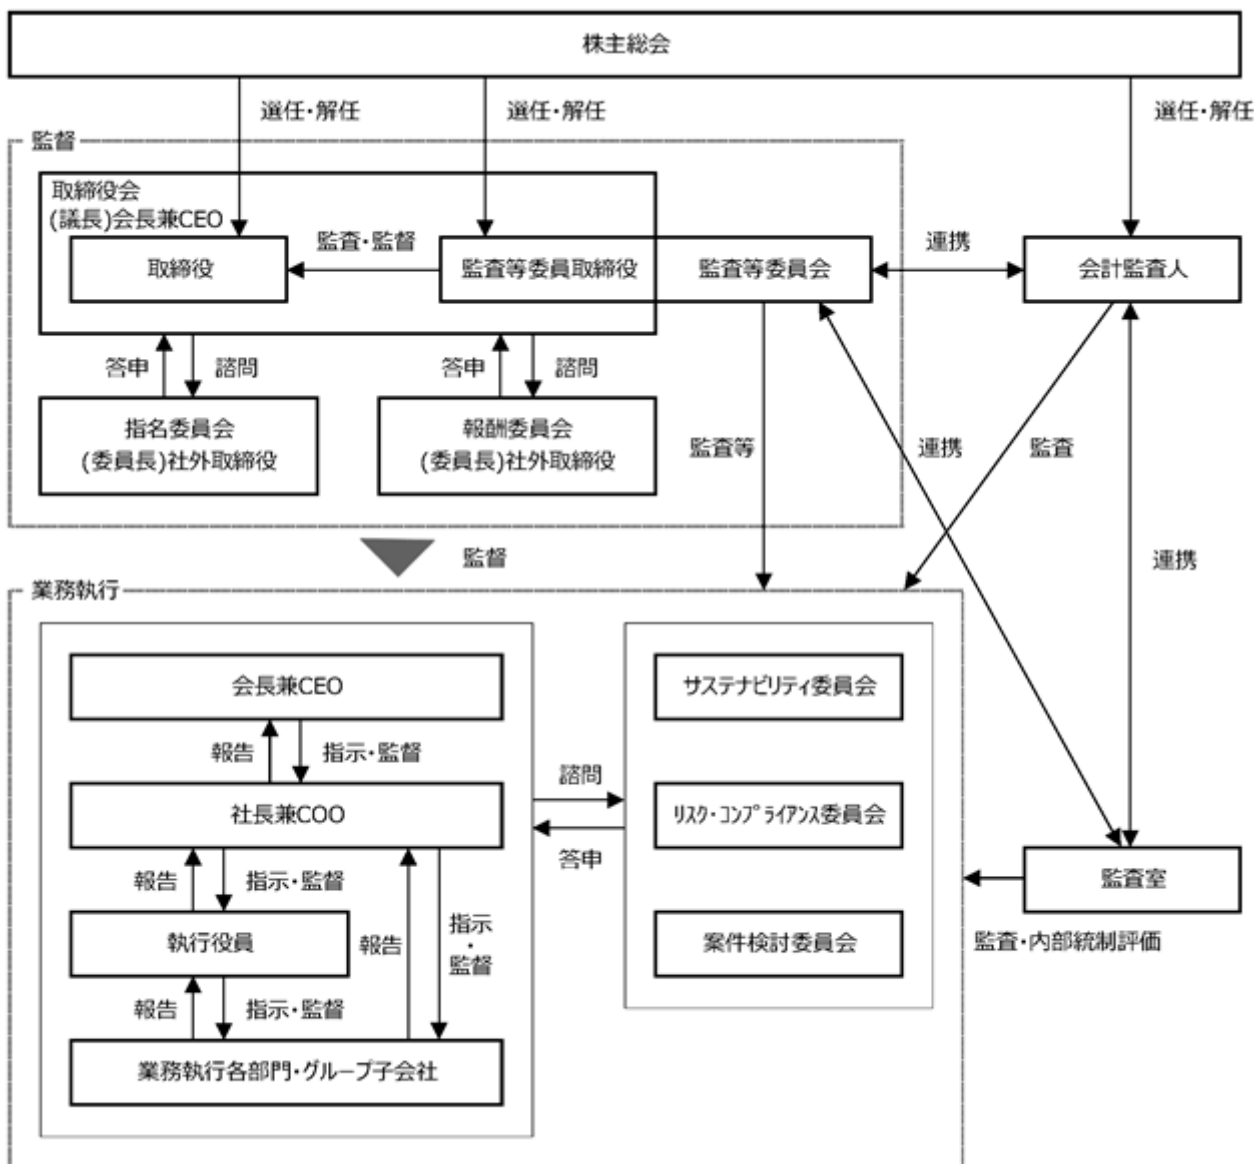 株主総会
選任・解任
選任・解任
選任・解任
監督
取締役会
(議長)会長兼CEO
取締役
監査・監督
監査等委員取締役
監査等委員会
連携
会計監査人
答申
諮問
答申
諮問
指名委員会
(委員長)社外取締役
報酬委員会
(委員長)社外取締役
監査等
連携
監査
監督
連携
業務執行
会長兼CEO
サステナビリティ委員会
報告
指示・監督
諮問
社長兼COO
リスク・コンプライアンス委員会
答申
報告
指示・監督
監査室
執行役員
報告
指示
・
監督
案件検討委員会
監査・内部統制評価
報告
指示・監督
業務執行各部門・グループ子会社